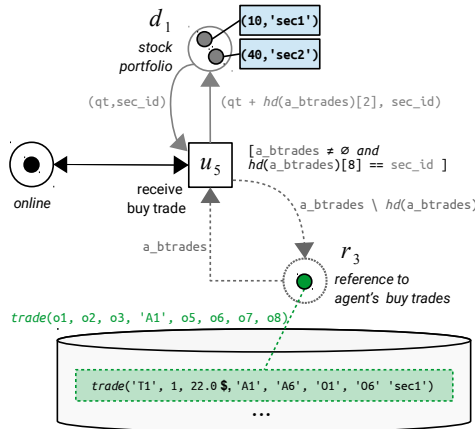 d1
stock
portfolio
(10,'sec1')
(40,'sec2')
(qt,sec_id)
(qt + hd(a_btrades)[2], sec_id)
online
u5
receive
buy trade
[a_btrades ≠ ∅ and
hd(a_btrades)[8] == sec_id ]
a_btrades
a_btrades \ hd(a_btrades)
r3
reference to
agent's buy trades
trade(o1, o2, o3, 'A1', o5, o6, o7, o8)
trade('T1', 1, 22.0 $, 'A1', 'A6', 'O1', 'O6' 'sec1')
...